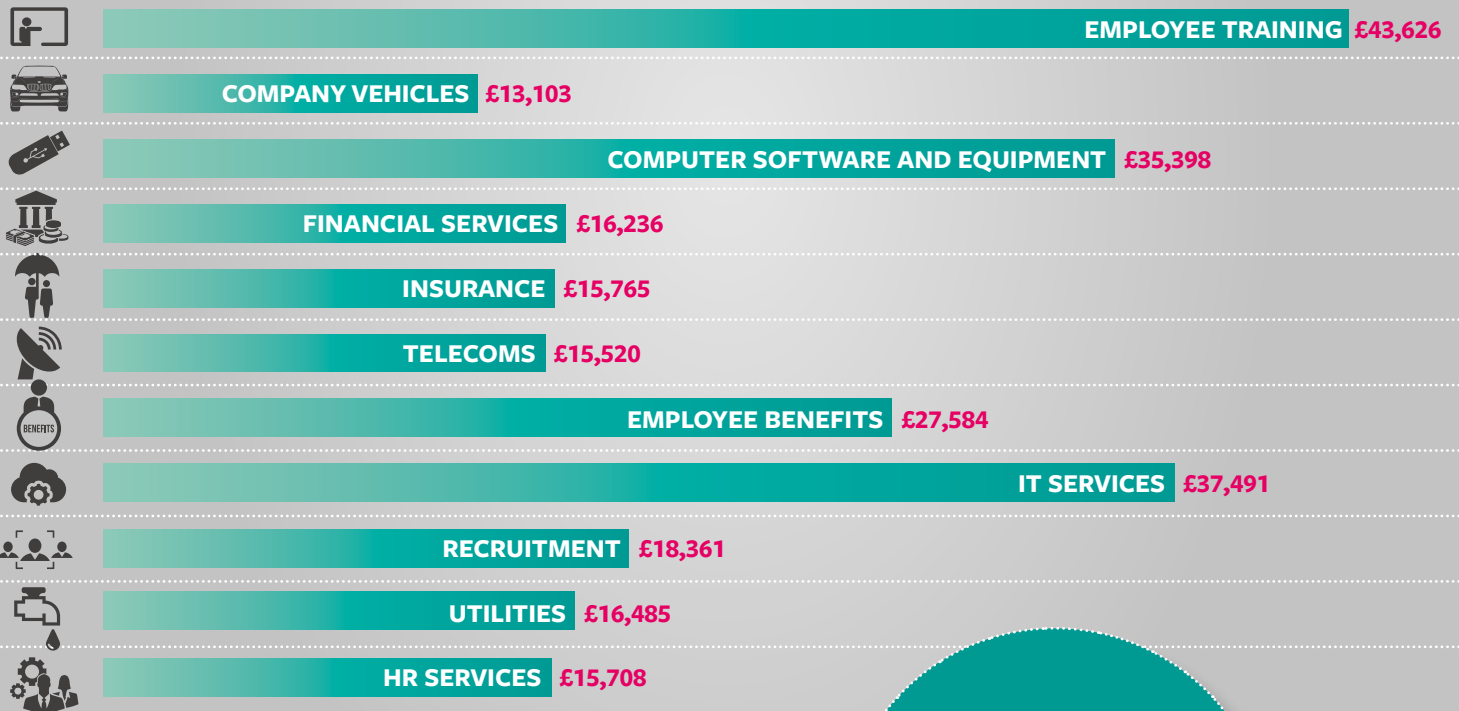 EMPLOYEE TRAINING £43,626
COMPANY VEHICLES £13,103
COMPUTER SOFTWARE AND EQUIPMENT £35,398
FINANCIAL SERVICES £16,236
INSURANCE £15,765
TELECOMS £15,520
BENEFITS
EMPLOYEE BENEFITS £27,584
IT SERVICES £37,491
RECRUITMENT £18,361
UTILITIES £16,485
HR SERVICES £15,708